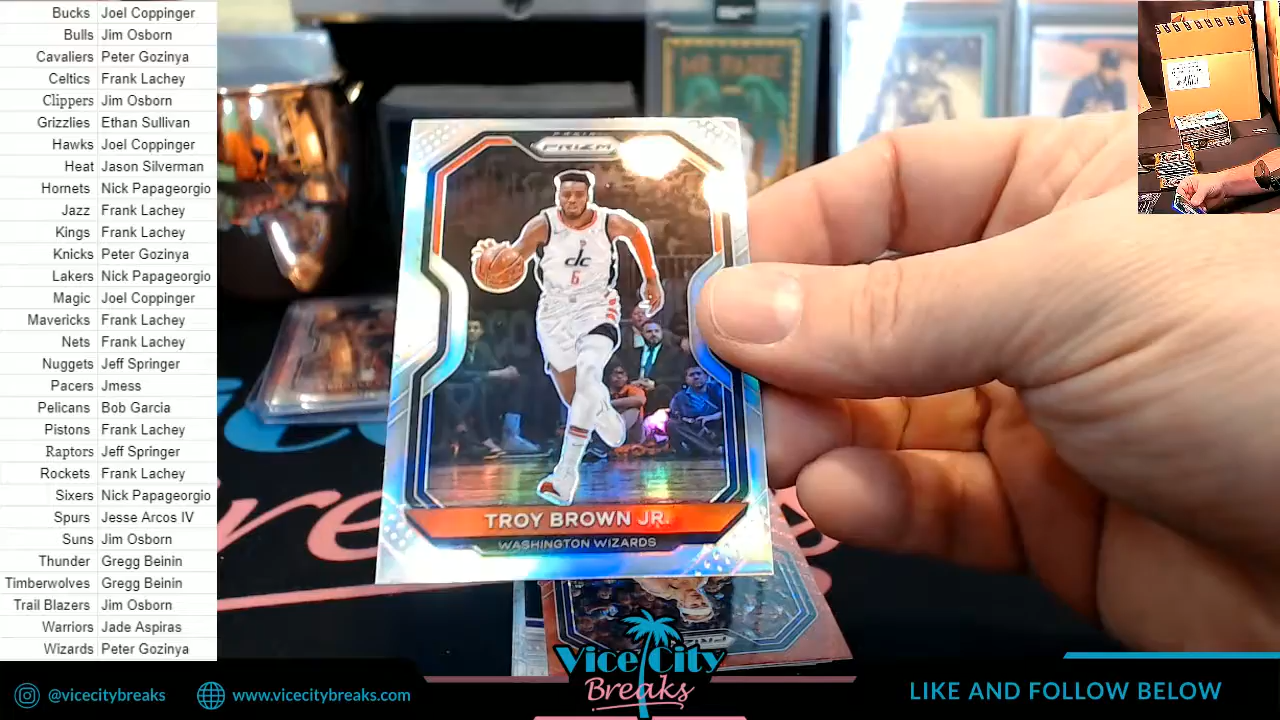 Bucks Joel Coppinger
Bulls Jim Osborn
Cavaliers Peter Gozinya
Celtics Frank Lachey
Clippers Jim Osborn
Grizzlies Ethan Sullivan
Hawks Joel Coppinger
Heat Jason Silverman
Hornets Nick Papageorgio
Jazz Frank Lachey
Kings Frank Lachey
Knicks Peter Gozinya
Lakers Nick Papageorgio
Magic Joel Coppinger
Mavericks Frank Lachey
Nets Frank Lachey
Nuggets Jeff Springer
Pacers Jmess
Pelicans Bob Garcia
Pistons Frank Lachey
Raptors Jeff Springer
Rockets Frank Lachey
Sixers Nick Papageorgio
Spurs Jesse Arcos IV
Suns Jim Osborn
Thunder Gregg Beinin
Timberwolves Gregg Beinin
Trail Blazers Jim Osborn
Warriors Jade Aspiras
Wizards Peter Gozinya
PANINI
PRIZM
dc
6
TROY BROWN JR.
WASHINGTON WIZARDS
Vice City
Breaks
@vicecitybreaks
www.vicecitybreaks.com
LIKE AND FOLLOW BELOW